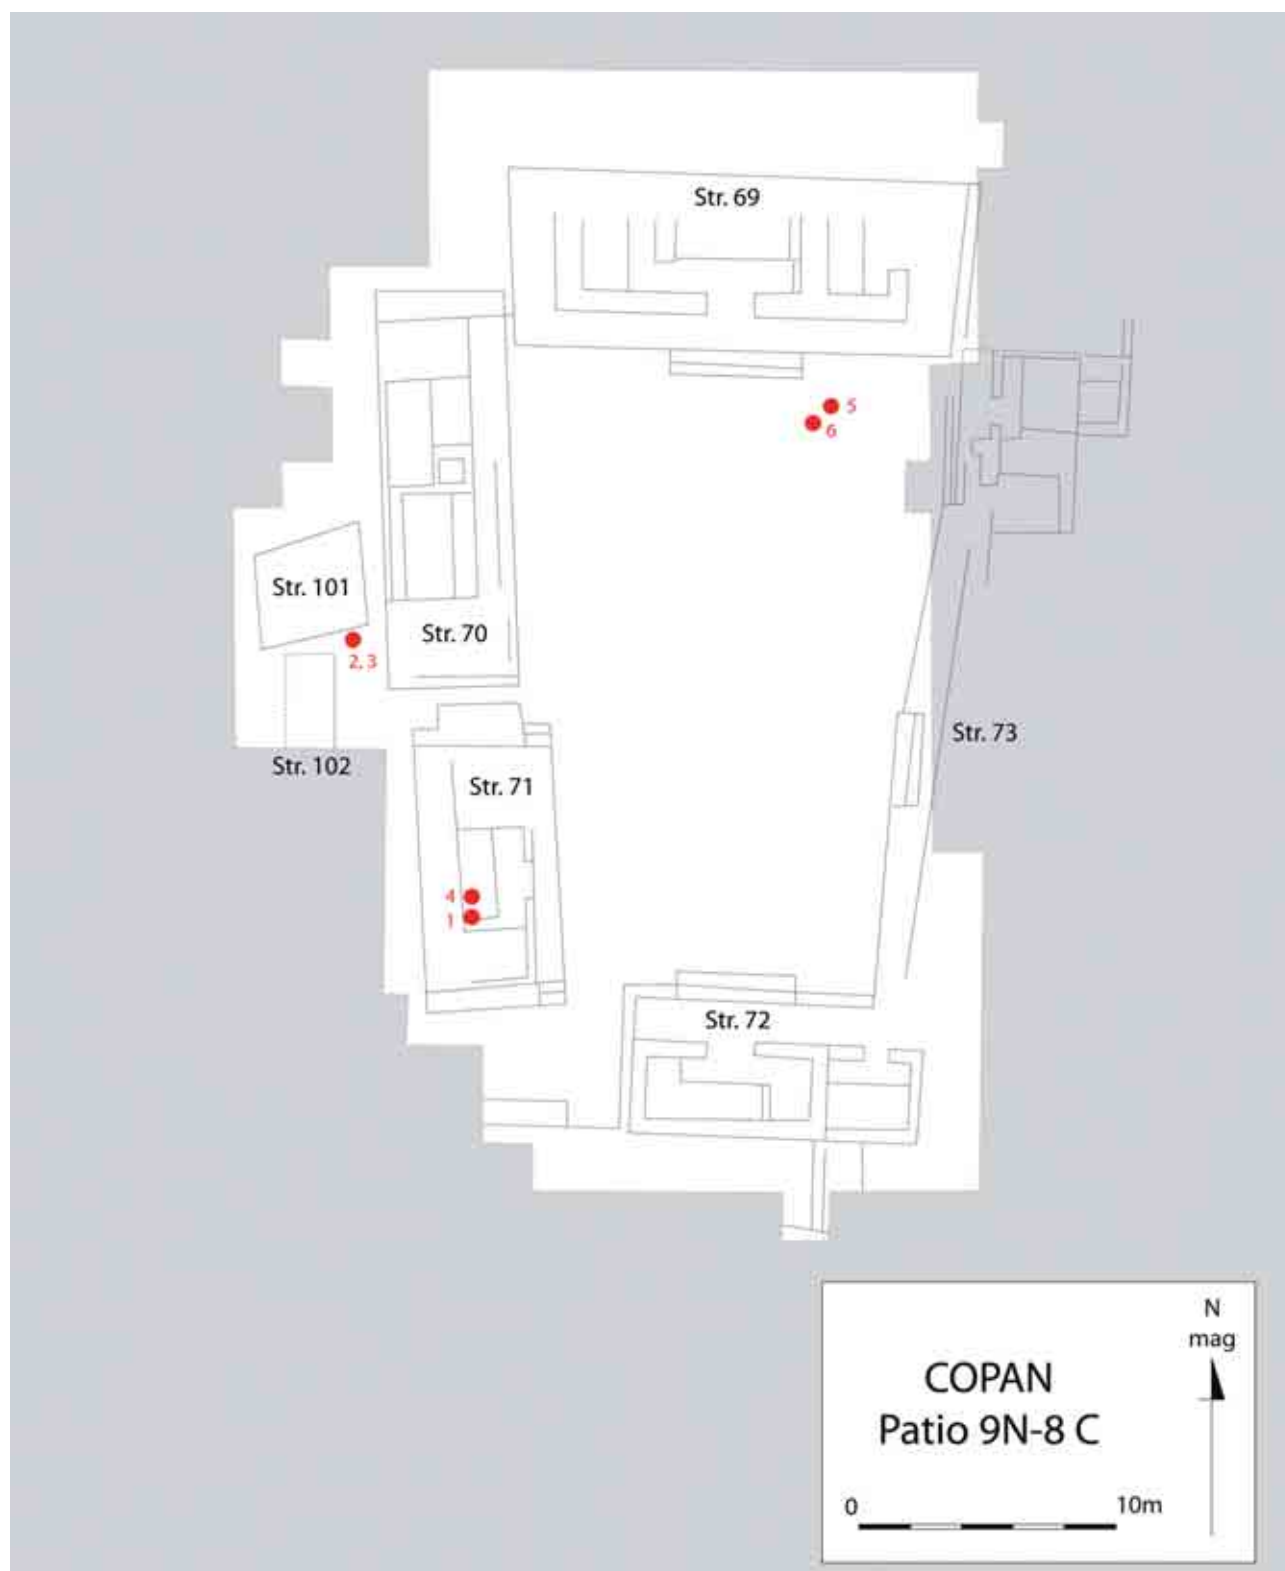 Str. 69
5
6
Str. 101
Str. 70
2, 3
Str. 73
Str. 102
Str. 71
4
1
Str. 72
N
mag
COPAN
Patio 9N-8 C
0 10m